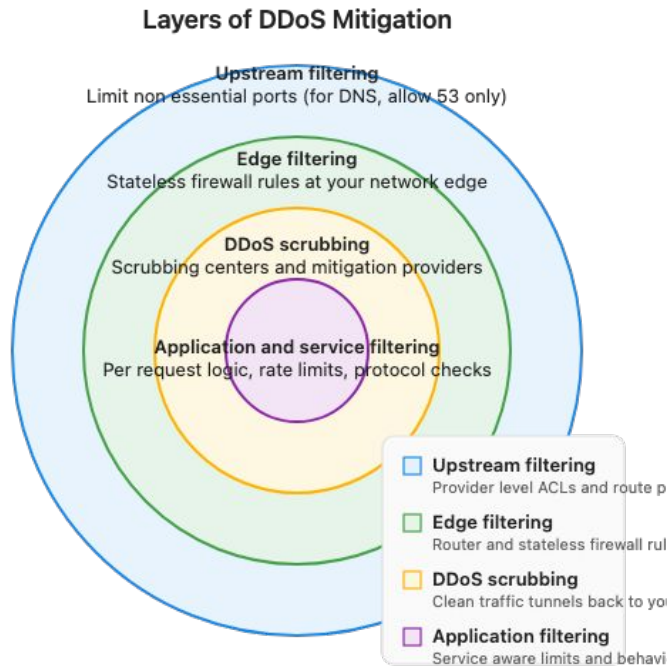 Layers of DDoS Mitigation
Upstream filtering
Limit non essential ports (for DNS, allow 53 only)
Edge filtering
Stateless firewall rules at your network edge
DDoS scrubbing
Scrubbing centers and mitigation providers
Application and service filtering
Per request logic, rate limits, protocol checks
Upstream filtering
Provider level ACLs and route
Edge filtering
Router and stateless firewall
DDoS scrubbing
Clean traffic tunnels back to
Application filtering
Service aware limits and